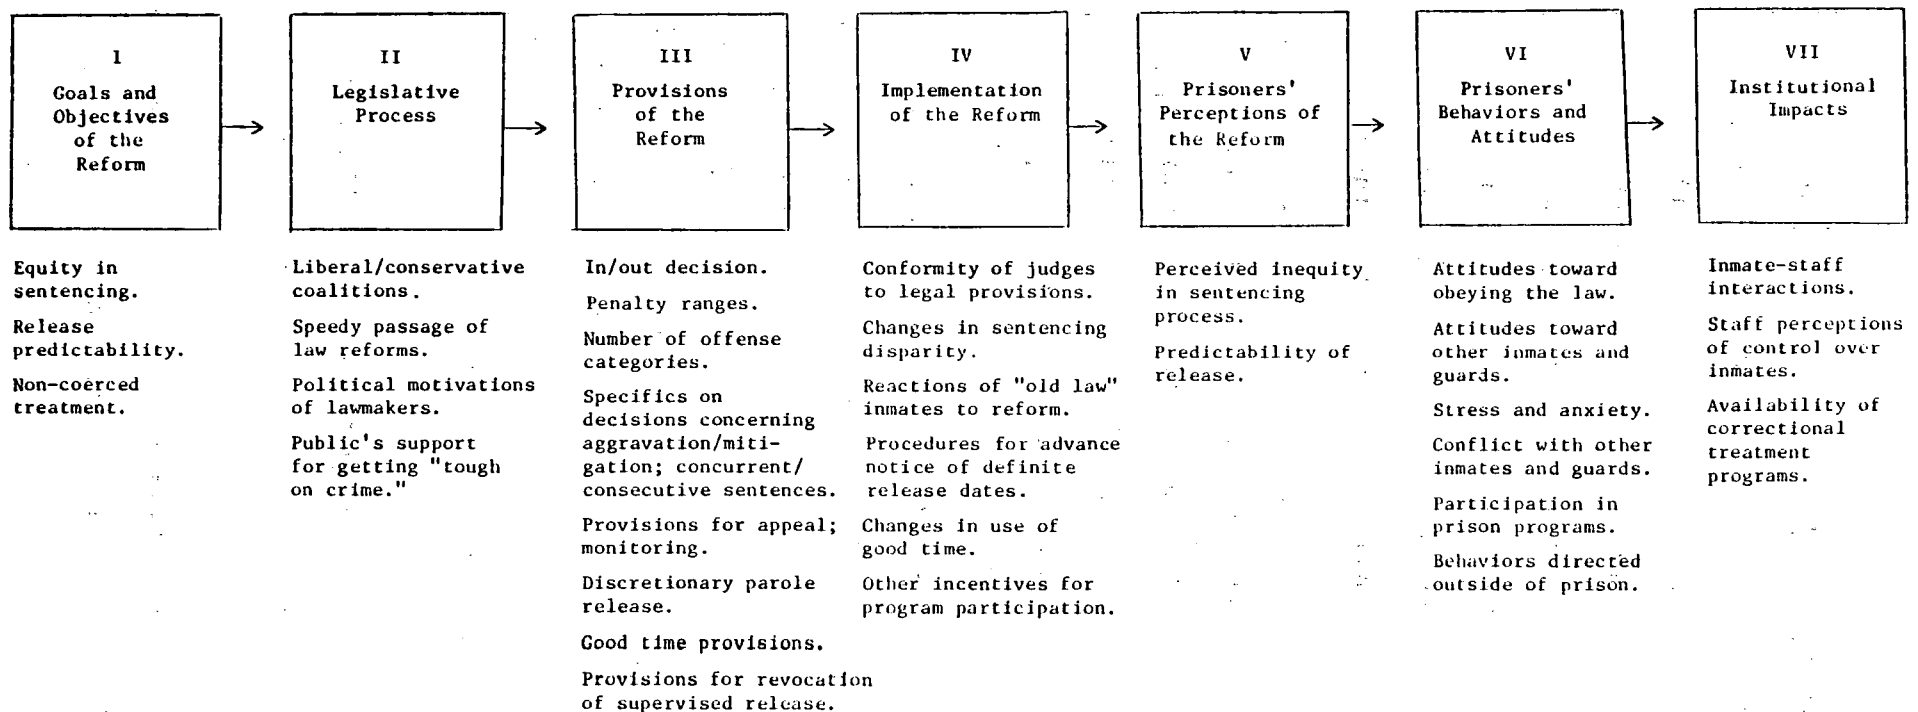 I
Goals and
Objectives
of the
Reform
II
Legislative
Process
III
Provisions
of the
Reform
IV
Implementation
of the Reform
V
Prisoners'
Perceptions of
the Reform
VI
Prisoners'
Behaviors and
Attitudes
VII
Institutional
Impacts
Equity in
sentencing.
Release
predictability.
Non-coerced
treatment.
Liberal/conservative
coalitions.
Speedy passage of
law reforms.
Political motivations
of lawmakers.
Public's support
for getting "tough
on crime."
In/out decision.
Penalty ranges.
Number of offense
categories.
Specifics on
decisions concerning
aggravation/miti-
gation; concurrent/
consecutive sentences.
Provisions for appeal;
monitoring.
Discretionary parole
release.
Good time provisions.
Provisions for revocation
of supervised release.
Conformity of judges
to legal provisions.
Changes in sentencing
disparity.
Reactions of "old law"
inmates to reform.
Procedures for advance
notice of definite
release dates.
Changes in use of
good time.
Other incentives for
program participation.
Perceived inequity
in sentencing
process.
Predictability of
release.
Attitudes toward
obeying the law.
Attitudes toward
other inmates and
guards.
Stress and anxiety.
Conflict with other
inmates and guards.
Participation in
prison programs.
Behaviors directed
outside of prison.
Inmate-staff
interactions.
Staff perceptions
of control over
inmates.
Availability of
correctional
treatment
programs.